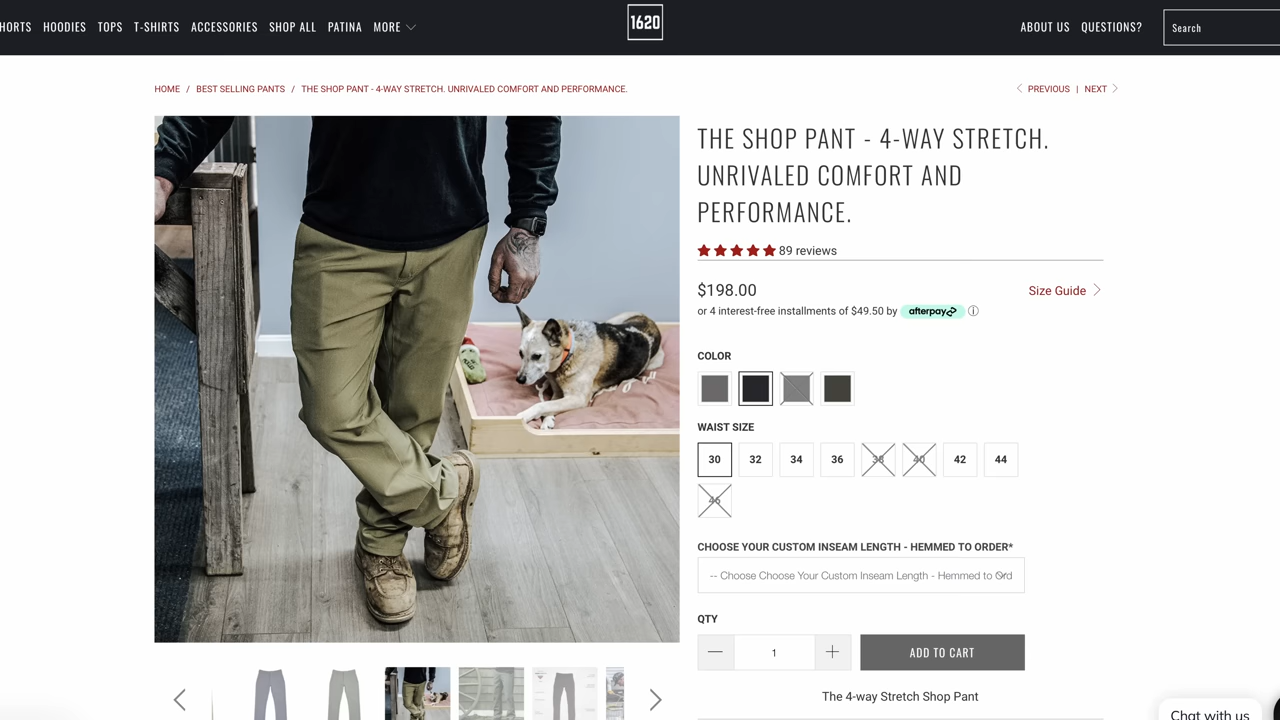 HORTS HOODIES TOPS T-SHIRTS ACCESSORIES SHOP ALL PATINA MORE
1620
ABOUT US QUESTIONS?
Search
HOME / BEST SELLING PANTS / THE SHOP PANT - 4-WAY STRETCH. UNRIVALED COMFORT AND PERFORMANCE.
PREVIOUS | NEXT
THE SHOP PANT - 4-WAY STRETCH.
UNRIVALED COMFORT AND
PERFORMANCE.
89 reviews
$198.00
Size Guide
or 4 interest-free installments of $49.50 by afterpay
COLOR
WAIST SIZE
30 32 34 36 38 40 42 44
46
CHOOSE YOUR CUSTOM INSEAM LENGTH - HEMMED TO ORDER*
-- Choose Choose Your Custom Inseam Length - Hemmed to Ord
QTY
1
ADD TO CART
The 4-way Stretch Shop Pant
Chat with us